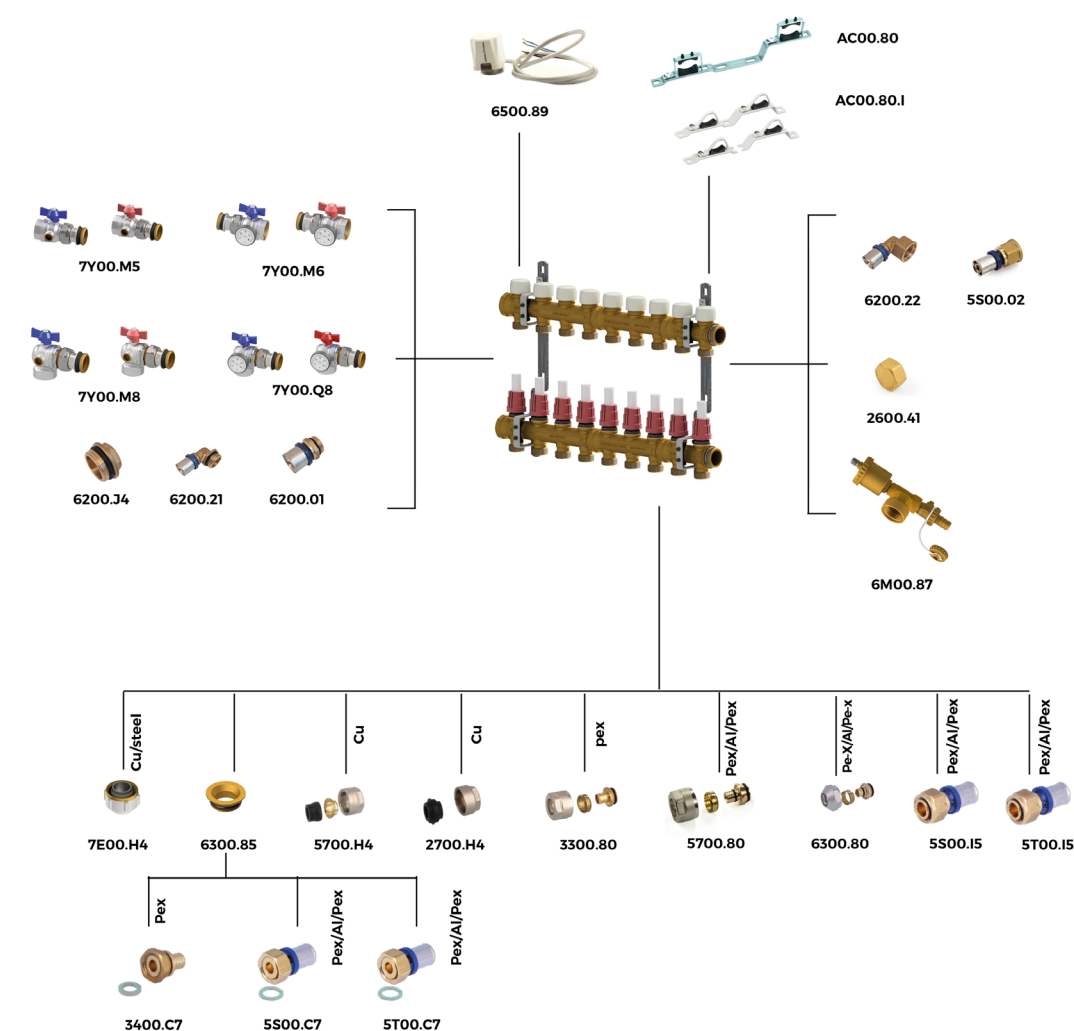 AC00.80
6500.89
AC00.80.I
7Y00.M5
7Y00.M6
6200.22
5S00.02
7Y00.M8
7Y00.Q8
2600.41
6200.J4
6200.21
6200.01
6M00.87
Cu/steel
Cu
Cu
pex
Pex/Al/Pex
Pe-X/Al/Pe-x
Pex/Al/Pex
Pex/Al/Pex
7E00.H4
6300.85
5700.H4
2700.H4
3300.80
5700.80
6300.80
5S00.I5
5T00.I5
Pex
Pex/Al/Pex
Pex/Al/Pex
3400.C7
5S00.C7
5T00.C7